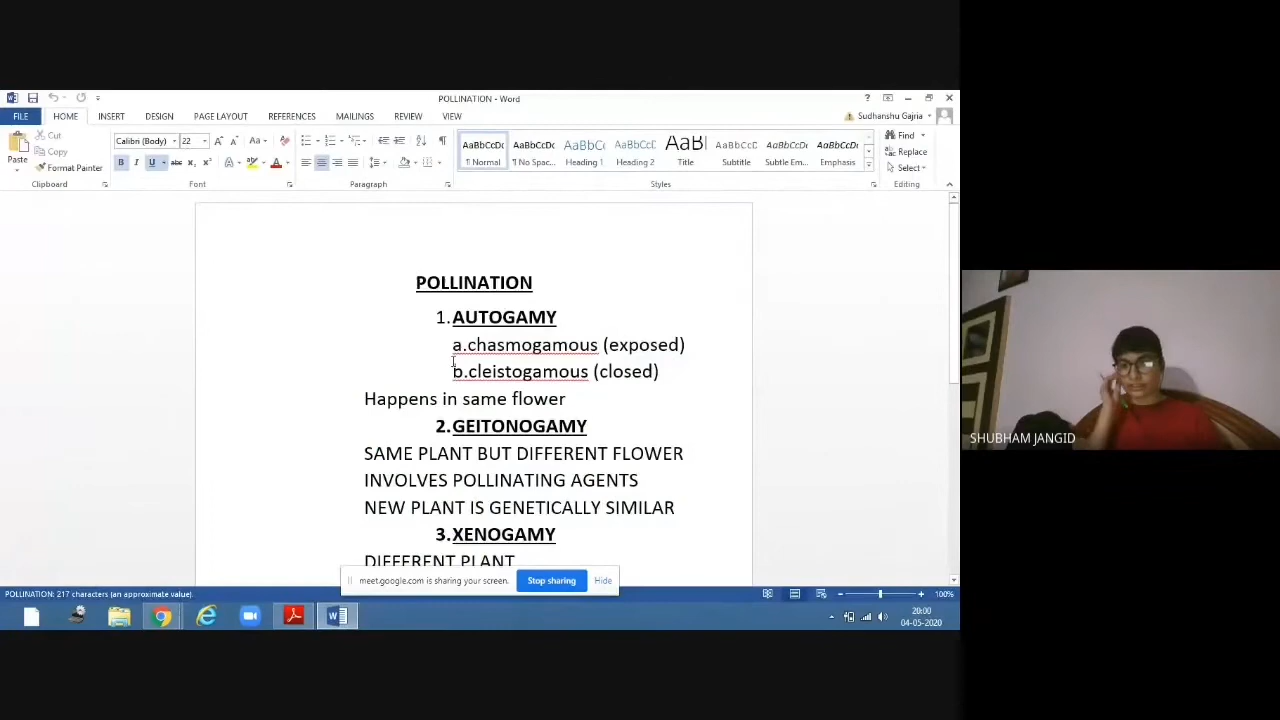 POLLINATION - Word
Sudhanshu Gajria
FILE HOME INSERT DESIGN PAGE LAYOUT REFERENCES MAILINGS REVIEW VIEW
Paste
Cut
Copy
Format Painter
Clipboard
Calibri (Body) 22
Font
Paragraph
AaBbCcDc AaBbCcDc AaBbCc AaBbCc AaBl AaBbCcD AaBbCcDc AaBbCcDc
¶ Normal ¶ No Spac... Heading 1 Heading 2 Title Subtitle Subtle Em... Emphasis
Styles
Find
Replace
Select
Editing
POLLINATION
1. AUTOGAMY
a.chasmogamous (exposed)
b.cleistogamous (closed)
Happens in same flower
2. GEITONOGAMY
SAME PLANT BUT DIFFERENT FLOWER
INVOLVES POLLINATING AGENTS
NEW PLANT IS GENETICALLY SIMILAR
3. XENOGAMY
DIFFERENT PLANT
meet.google.com is sharing your screen. Stop sharing Hide
POLLINATION: 217 characters (an approximate value).
100%
20:00
04-05-2020
SHUBHAM JANGID